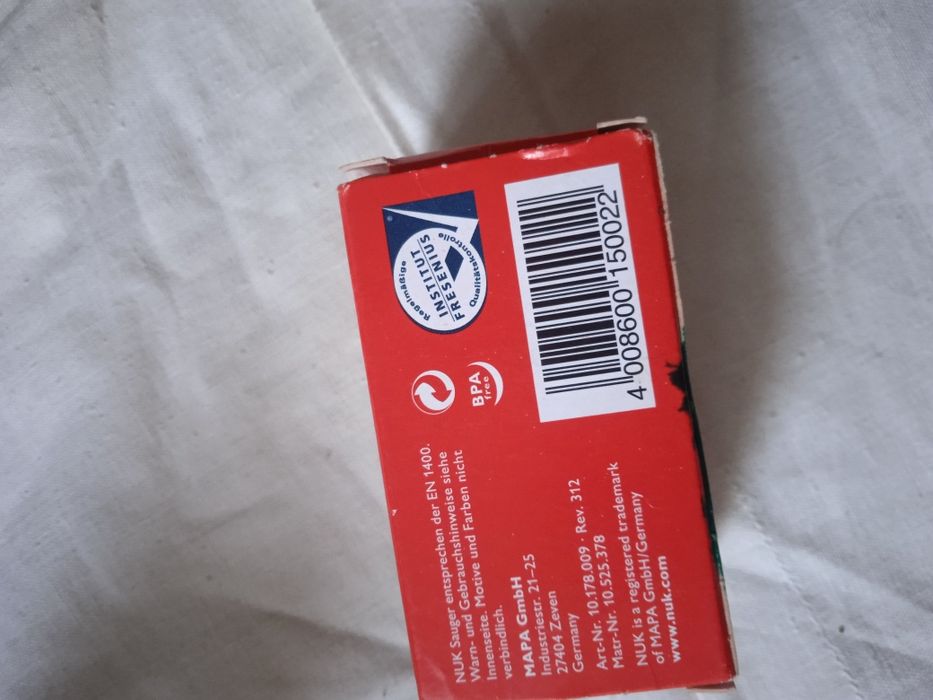 NUK Sauger entsprechen der EN 1400.
Warn- und Gebrauchshinweise siehe
Innenseite. Motive und Farben nicht
verbindlich.
MAPA GmbH
Industriestr. 21–25
27404 Zeven
Germany
Art-Nr. 10.178.009 · Rev. 312
Matr-Nr. 10.525.378
NUK is a registered trademark
of MAPA GmbH/Germany
www.nuk.com
BPA
free
Regelmäßige
INSTITUT
FRESENIUS
Qualitätskontrolle
®
4 008600 150022